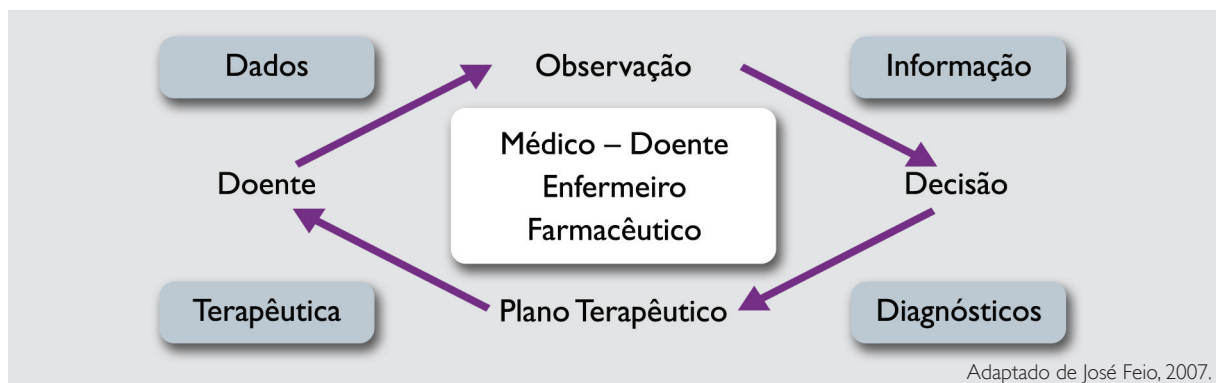 Dados
Observação
Informação
Médico – Doente
Enfermeiro
Farmacêutico
Doente
Decisão
Terapêutica
Plano Terapêutico
Diagnósticos
Adaptado de José Feio, 2007.